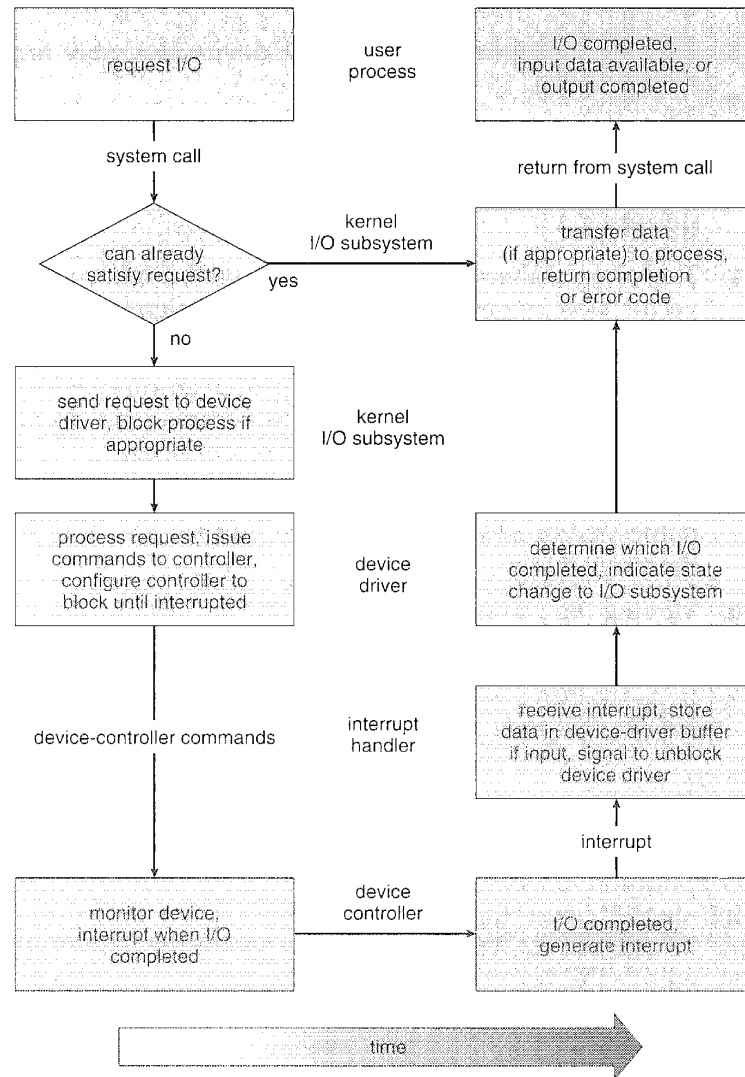 request I/O
user
process
I/O completed,
input data available, or
output completed
system call
return from system call
can already
satisfy request?
kernel
I/O subsystem
yes
transfer data
(if appropriate) to process,
return completion
or error code
no
send request to device
driver, block process if
appropriate
kernel
I/O subsystem
process request, issue
commands to controller,
configure controller to
block until interrupted
device
driver
determine which I/O
completed, indicate state
change to I/O subsystem
device-controller commands
interrupt
handler
receive interrupt, store
data in device-driver buffer
if input, signal to unblock
device driver
interrupt
monitor device,
interrupt when I/O
completed
device
controller
I/O completed,
generate interrupt
time